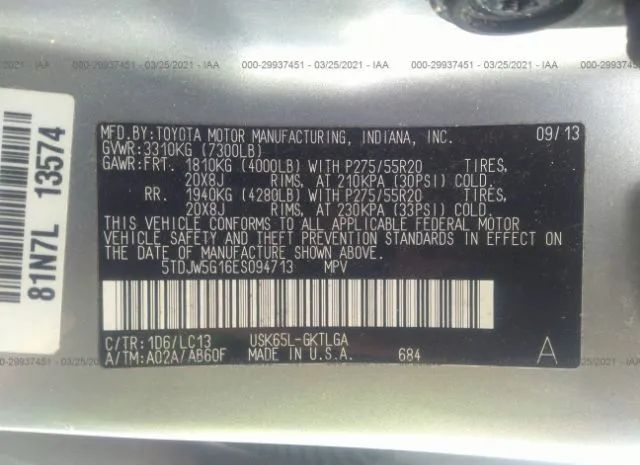 000-29937451 - 03/25/2021 - IAA
000-29937451 - 03/25/2021 - IAA
000-29937451 - 03/25/2021 - IAA
81N7L 13574
MFD.BY:TOYOTA MOTOR MANUFACTURING, INDIANA, INC. 09/13
GVWR:3310KG (7300LB)
GAWR:FRT. 1810KG (4000LB) WITH P275/55R20 TIRES,
20X8J RIMS, AT 210KPA (30PSI) COLD.
RR. 1940KG (4280LB) WITH P275/55R20 TIRES,
20X8J RIMS, AT 230KPA (33PSI) COLD.
THIS VEHICLE CONFORMS TO ALL APPLICABLE FEDERAL MOTOR
VEHICLE SAFETY AND THEFT PREVENTION STANDARDS IN EFFECT ON
THE DATE OF MANUFACTURE SHOWN ABOVE.
5TDJW5G16ES094713 MPV
C/TR:1D6/LC13 USK65L-GKTLGA
A/TM:A02A/AB60F MADE IN U.S.A. 684 A